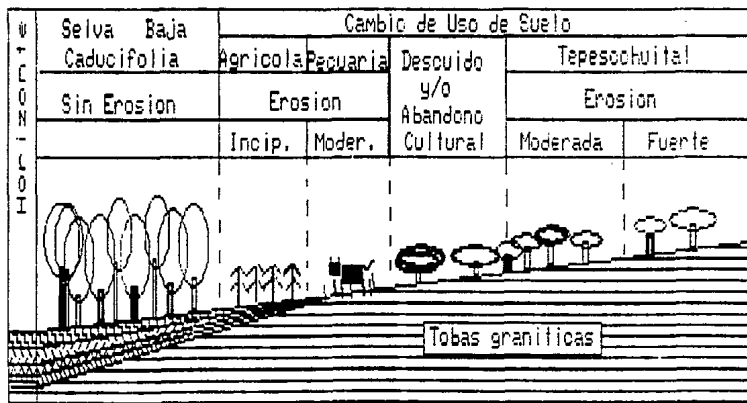 Horizonte
Selva Baja
Caducifolia
Cambio de Uso de Suelo
Agricola
Pecuaria
Descuido
y/o
Abandono
Cultural
Tepescohuital
Sin Erosion
Erosion
Erosion
Incip.
Moder.
Moderada
Fuerte
Tobas graniticas